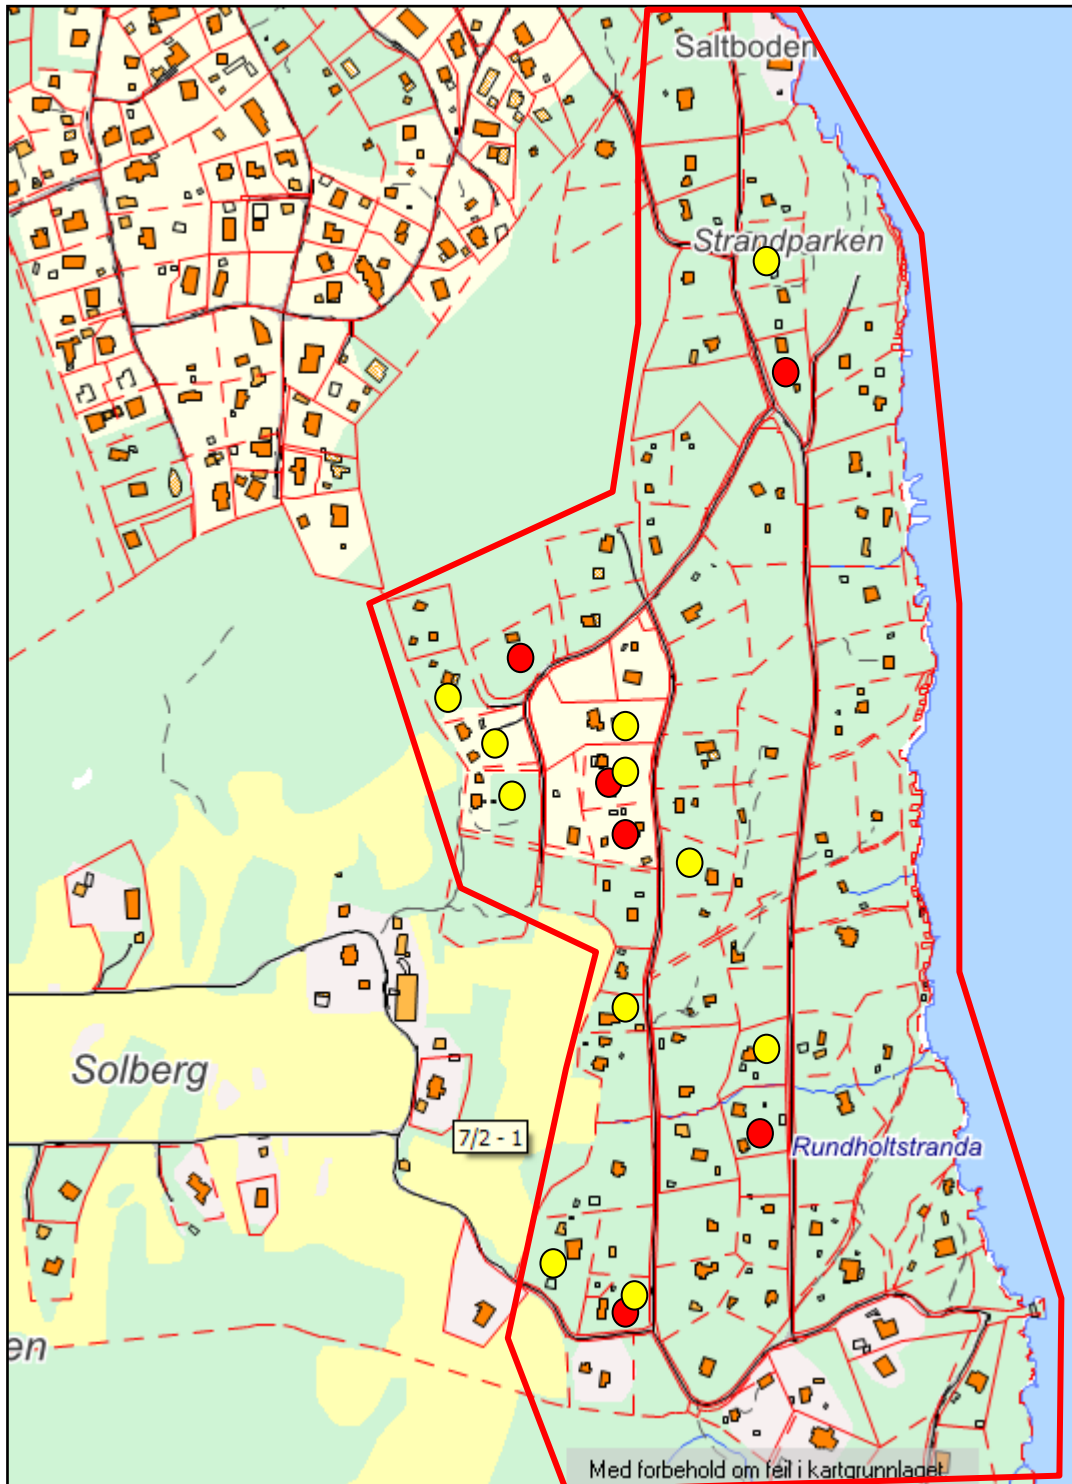 Saltboden
Strandparken
Solberg
7/2 - 1
Rundholtstranda
en
Med forbehold om feil i kartgrunnlaget